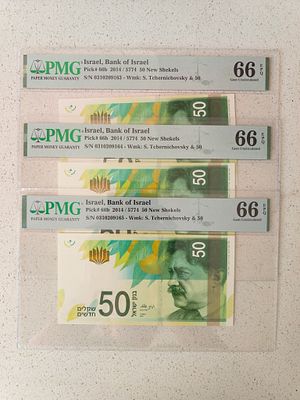 PMG
PAPER MONEY GUARANTY
Israel, Bank of Israel
Pick# 66b 2014 / 5774 50 New Shekels
S/N 0310209163 - Wmk: S. Tchernichovsky & 50
66 EPQ
Gem Uncirculated
50
PMG
PAPER MONEY GUARANTY
Israel, Bank of Israel
Pick# 66b 2014 / 5774 50 New Shekels
S/N 0310209164 - Wmk: S. Tchernichovsky & 50
66 EPQ
Gem Uncirculated
50
PMG
PAPER MONEY GUARANTY
Israel, Bank of Israel
Pick# 66b 2014 / 5774 50 New Shekels
S/N 0310209165 - Wmk: S. Tchernichovsky & 50
66 EPQ
Gem Uncirculated
50
50
שקלים
חדשים
בנק ישראל